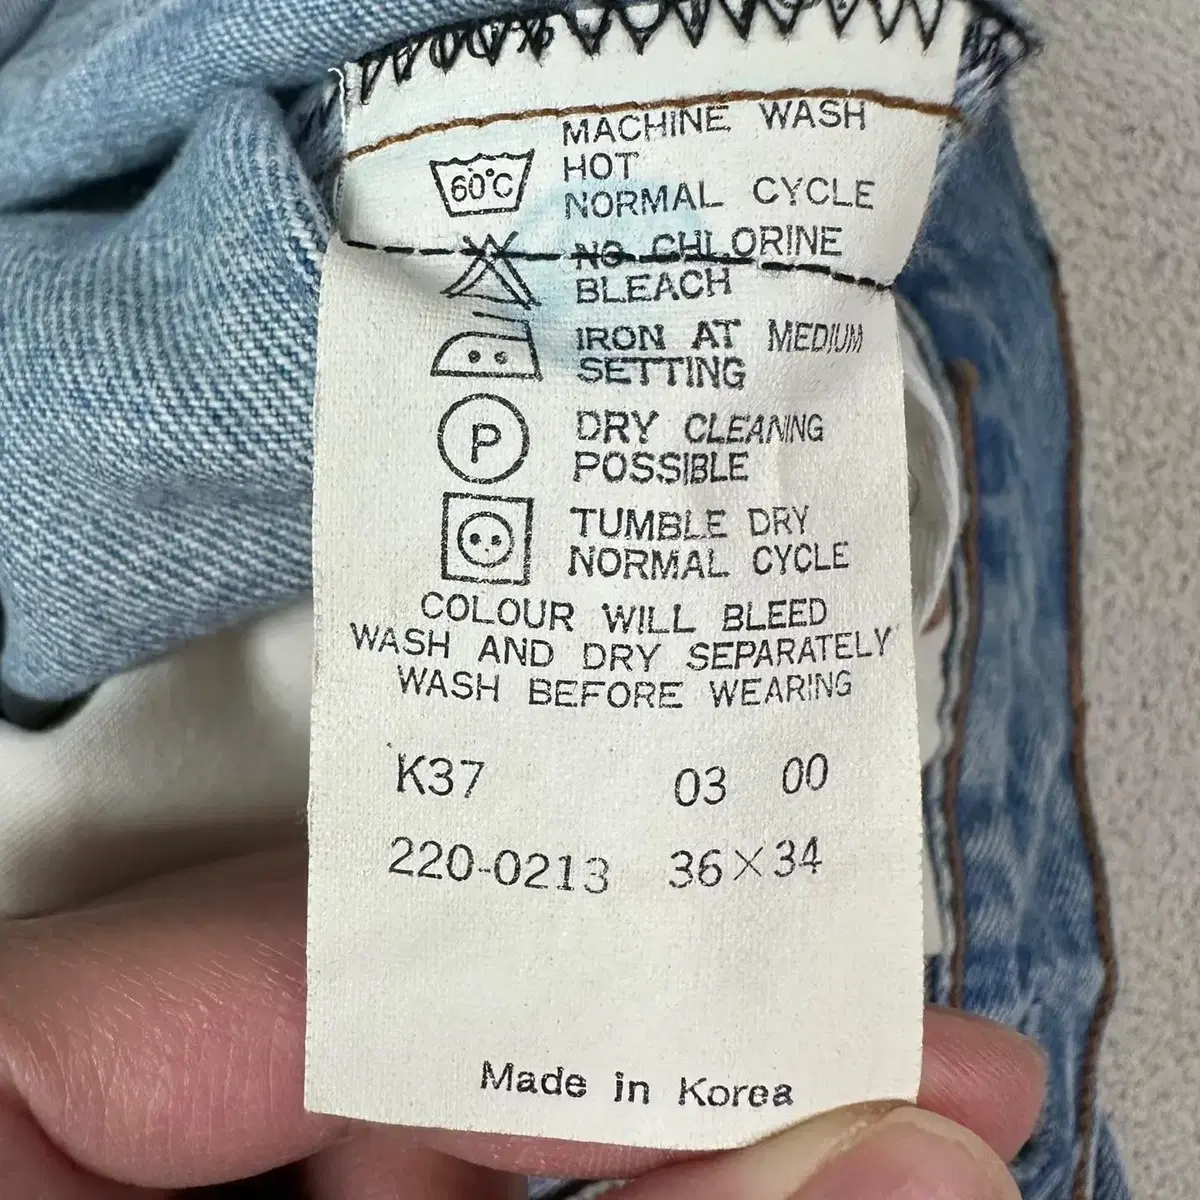 MACHINE WASH
60°C HOT
NORMAL CYCLE
NO CHLORINE
BLEACH
IRON AT MEDIUM
SETTING
P DRY CLEANING
POSSIBLE
TUMBLE DRY
NORMAL CYCLE
COLOUR WILL BLEED
WASH AND DRY SEPARATELY
WASH BEFORE WEARING
K37 03 00
220-0213 36×34
Made in Korea